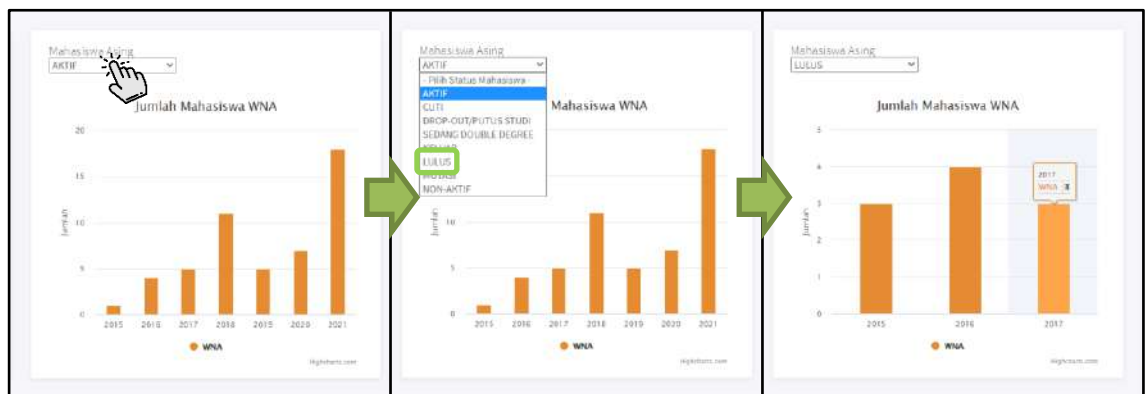 Mahasiswa Asing
AKTIF
Jumlah Mahasiswa WNA
20
15
10
5
0
Jumlah
2015 2016 2017 2018 2019 2020 2021
WNA
Highcharts.com
Mahasiswa Asing
AKTIF
- Pilih Status Mahasiswa -
AKTIF
CUTI
DROP-OUT/PUTUS STUDI
SEDANG DOUBLE DEGREE
KELUAR
LULUS
MUTASI
NON-AKTIF
Mahasiswa WNA
10
5
0
Jumlah
2015 2016 2017 2018 2019 2020 2021
WNA
Highcharts.com
Mahasiswa Asing
LULUS
Jumlah Mahasiswa WNA
5
4
3
2
1
0
Jumlah
2017
WNA 3
2015 2016 2017
WNA
Highcharts.com